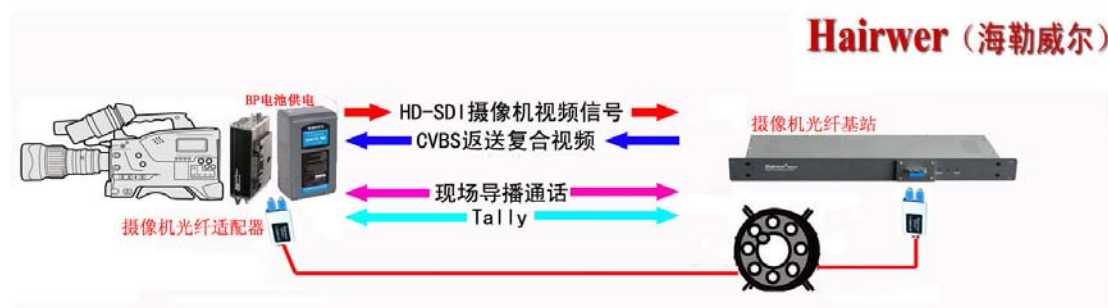 Hairwer（海勒威尔）
BP电池供电
HD-SDI摄像机视频信号
CVBS返送复合视频
摄像机光纤基站
现场导播通话
Tally
摄像机光纤适配器